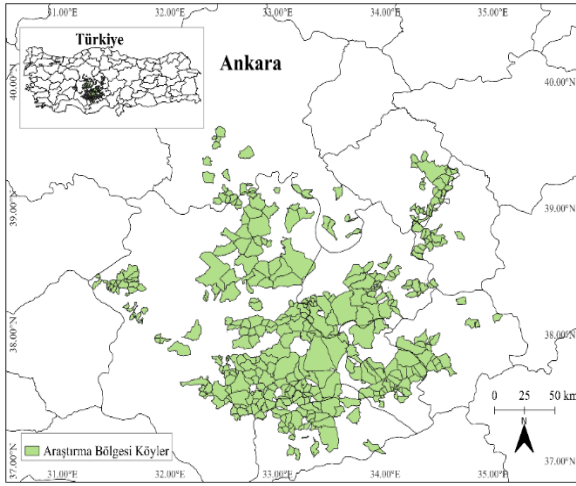 31.00°E 32.00°E 33.00°E 34.00°E 35.00°E
Türkiye
Ankara
40.00°N 40.00°N
39.00°N 39.00°N
38.00°N 38.00°N
37.00°N 37.00°N
0 25 50 km
N
Araştırma Bölgesi Köyler
31.00°E 32.00°E 33.00°E 34.00°E 35.00°E